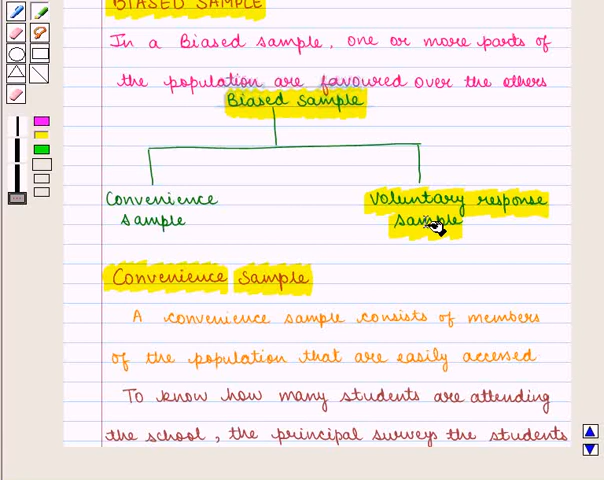 BIASED SAMPLE
In a Biased sample, one or more parts of
the population are favoured over the others
Biased Sample
Convenience
sample
Voluntary response
sample
Convenience Sample
A convenience sample consists of members
of the population that are easily accessed
To know how many students are attending
the school, the principal surveys the students